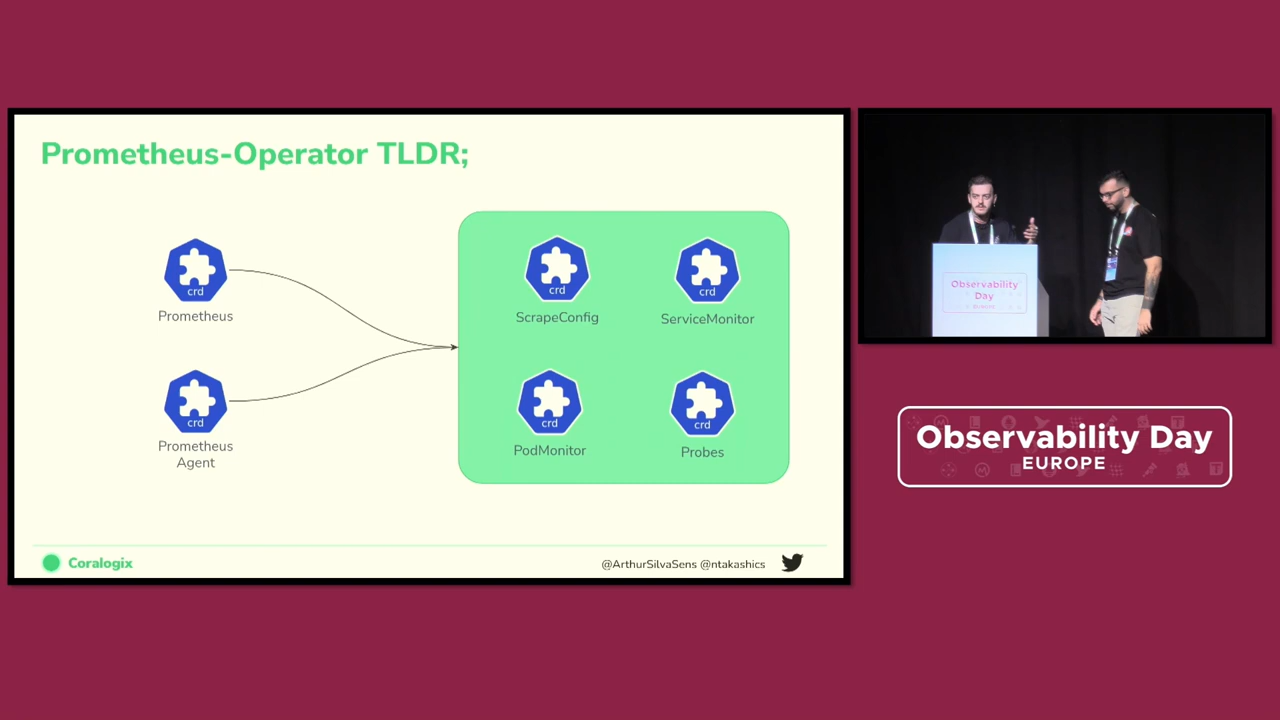 Prometheus-Operator TLDR;
crd
Prometheus
crd
Prometheus
Agent
crd
ScrapeConfig
crd
ServiceMonitor
crd
PodMonitor
crd
Probes
Coralogix
@ArthurSilvaSens @ntakashics
Observability
Day
Observability Day
EUROPE